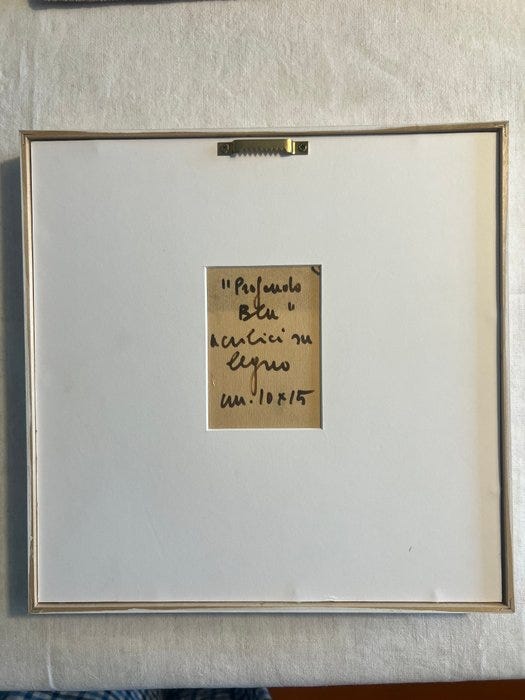 "Profondo
Blu"
acrilici su
legno
cm. 10x15